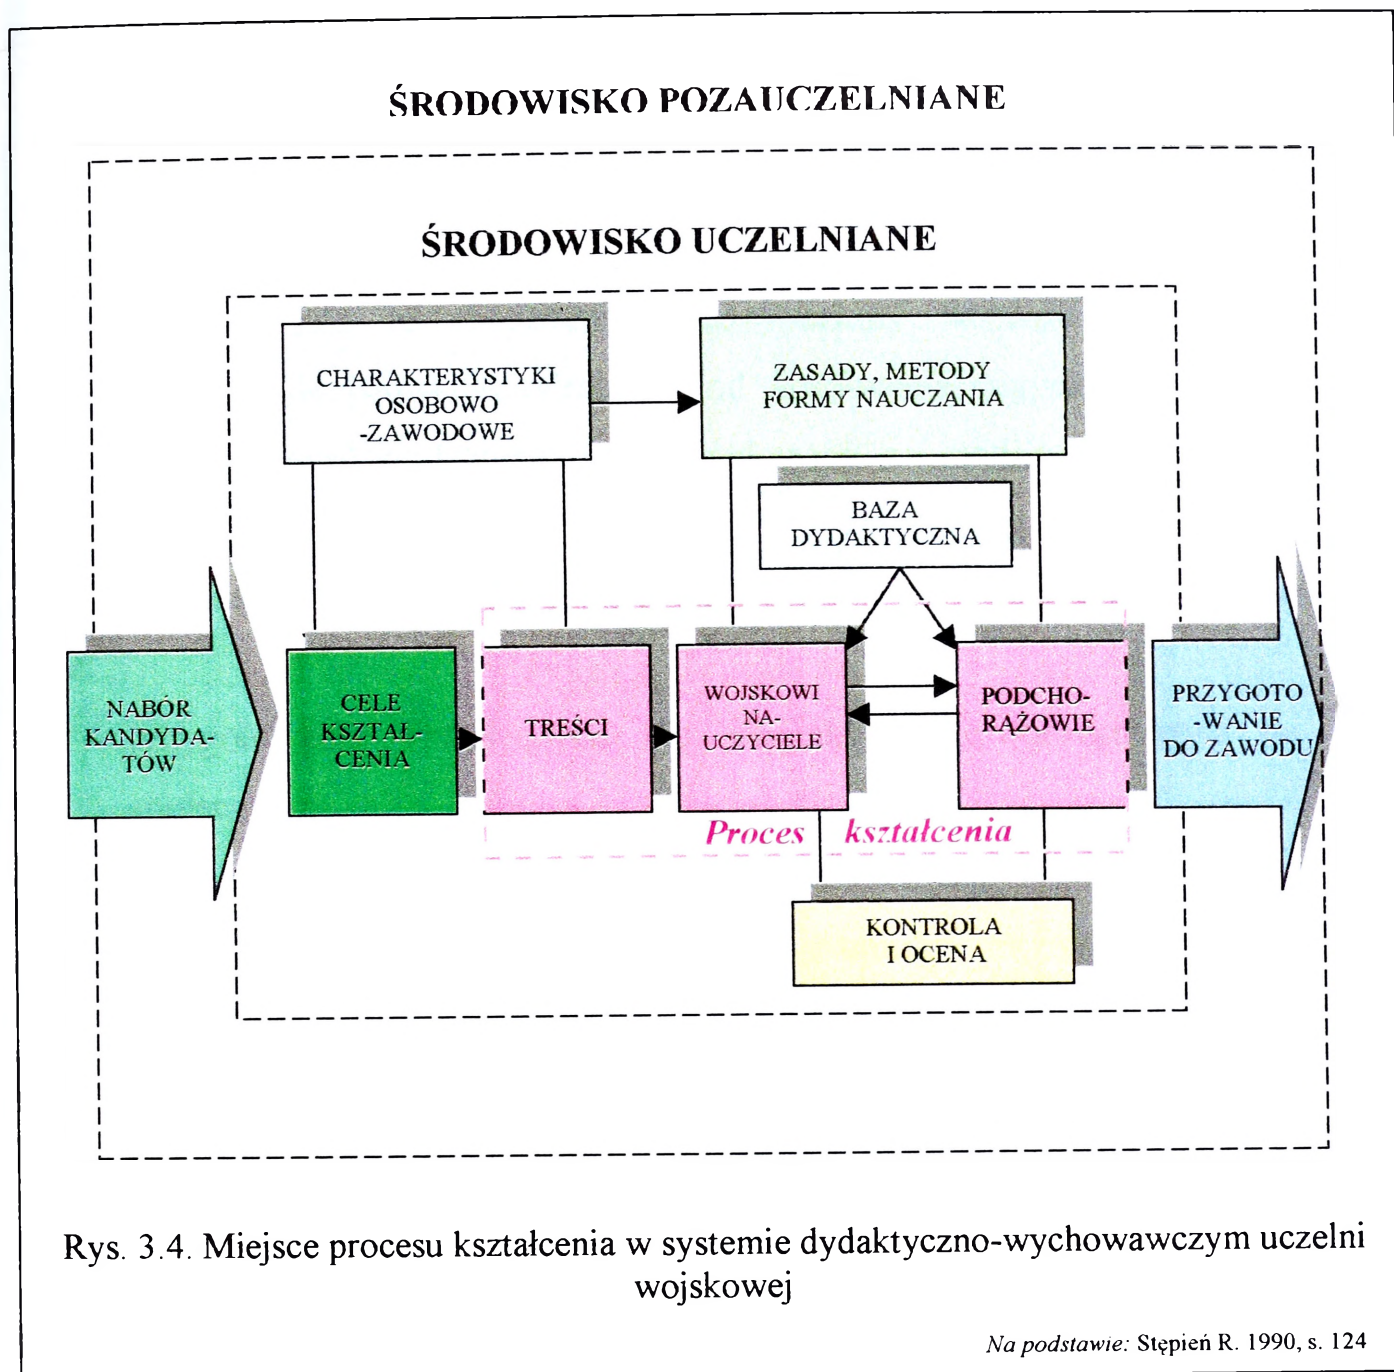 ŚRODOWISKO POZAUCZELNIANE
ŚRODOWISKO UCZELNIANE
CHARAKTERYSTYKI
OSOBOWO
-ZAWODOWE
ZASADY, METODY
FORMY NAUCZANIA
BAZA
DYDAKTYCZNA
NABÓR
KANDYDA-
TÓW
CELE
KSZTAŁ-
CENIA
TREŚCI
WOJSKOWI
NA-
UCZYCIELE
PODCHO-
RĄŻOWIE
PRZYGOTO
-WANIE
DO ZAWODU
Proces kształcenia
KONTROLA
I OCENA
Rys. 3.4. Miejsce procesu kształcenia w systemie dydaktyczno-wychowawczym uczelni
wojskowej
Na podstawie: Stępień R. 1990, s. 124